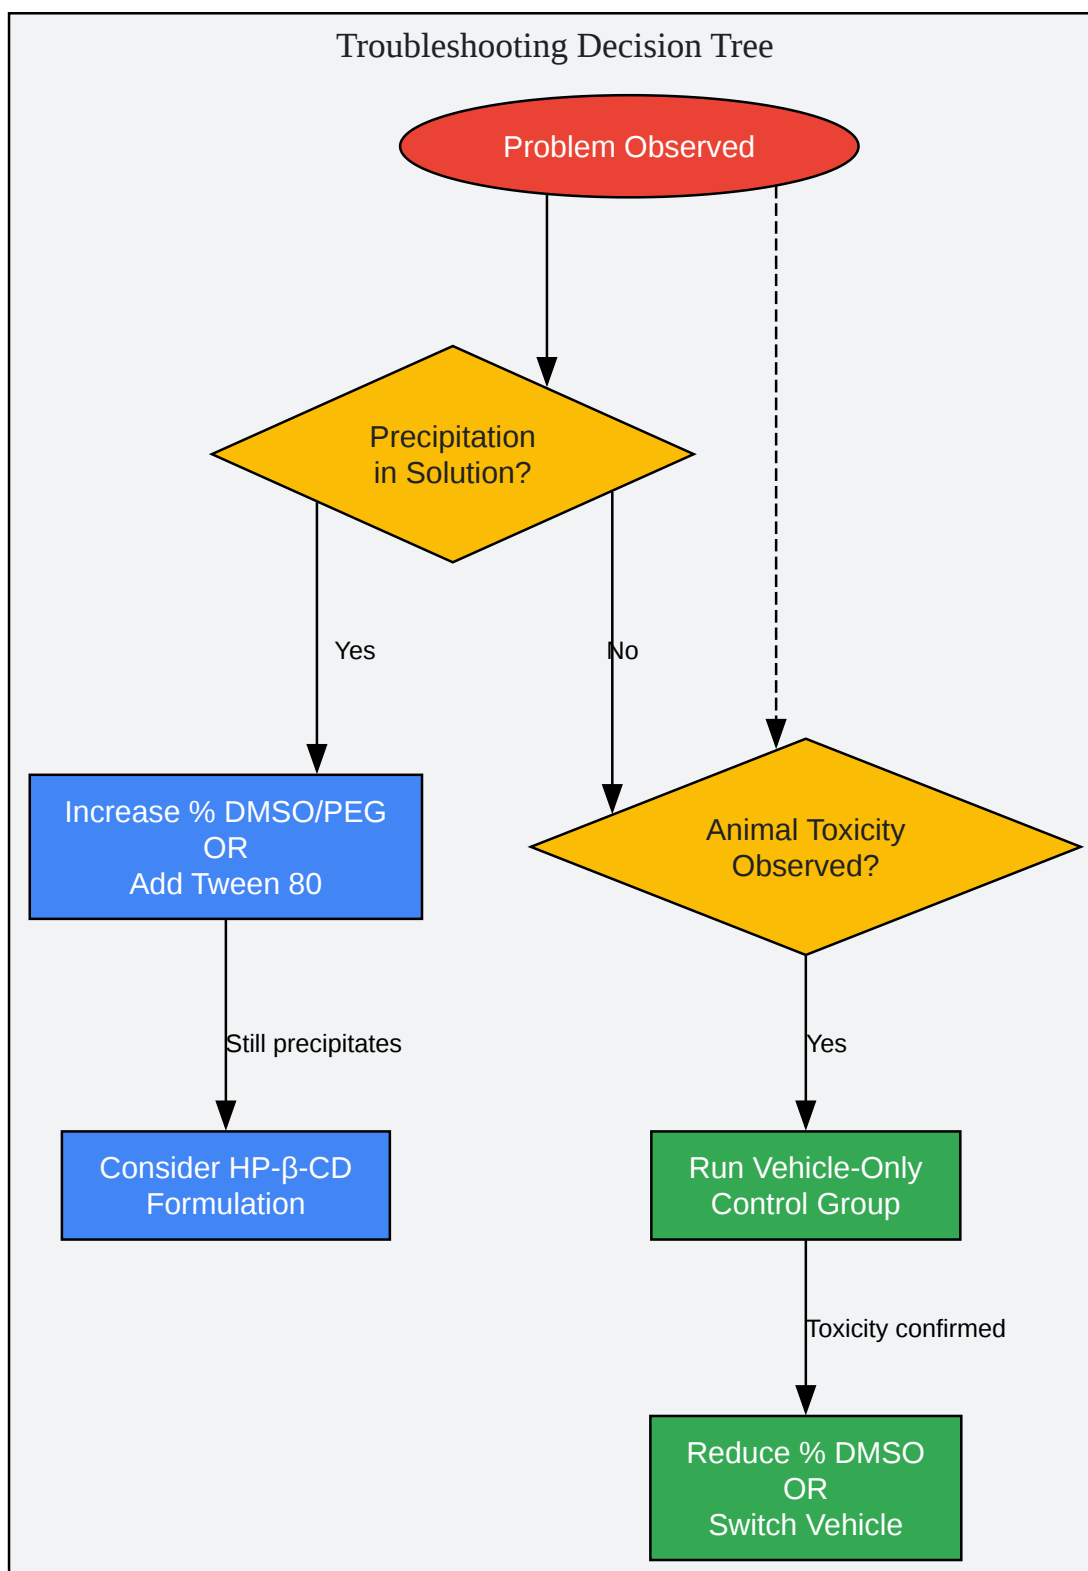 Troubleshooting Decision Tree
Problem Observed
Precipitation
in Solution?
Yes
No
Increase % DMSO/PEG
OR
Add Tween 80
Animal Toxicity
Observed?
Still precipitates
Yes
Consider HP-β-CD
Formulation
Run Vehicle-Only
Control Group
Toxicity confirmed
Reduce % DMSO
OR
Switch Vehicle